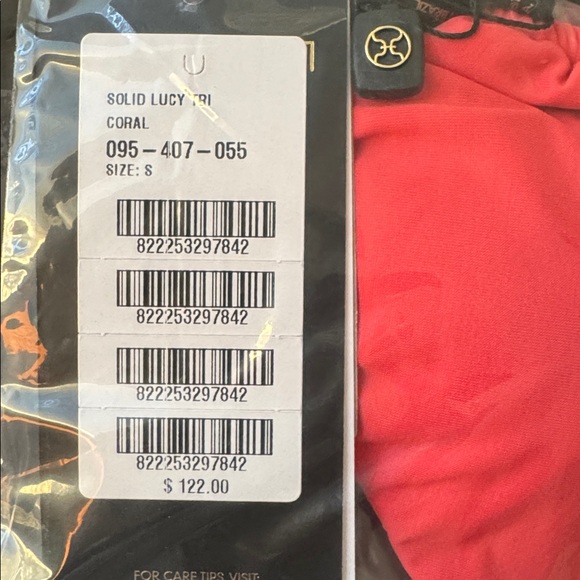 SOLID LUCY TRI
CORAL
095-407-055
SIZE: S
822253297842
822253297842
822253297842
822253297842
$ 122.00
FOR CARE TIPS VISIT: